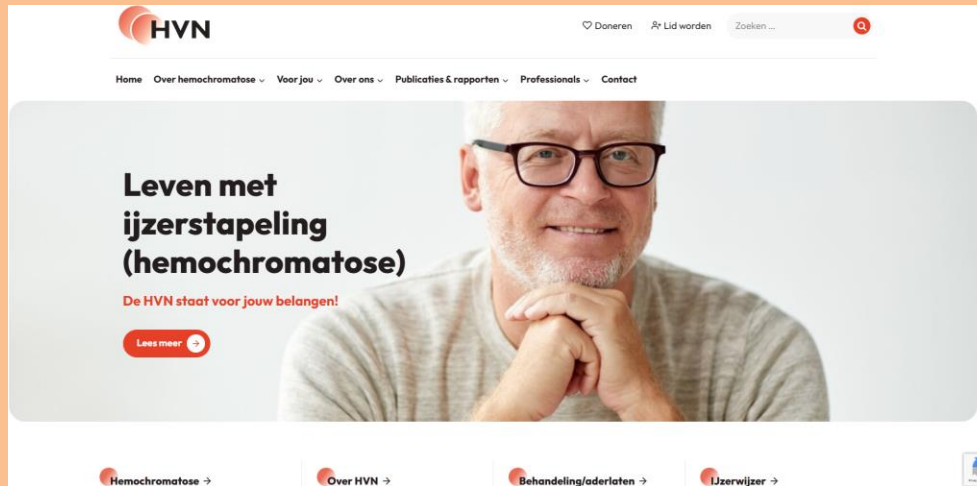 HVN
Doneren
Lid worden
Zoeken ...
Home Over hemochromatose Voor jou Over ons Publicaties & rapporten Professionals Contact
Leven met
ijzerstapeling
(hemochromatose)
De HVN staat voor jouw belangen!
Lees meer
Hemochromatose →
Over HVN →
Behandeling/aderlaten →
IJzerwijzer →